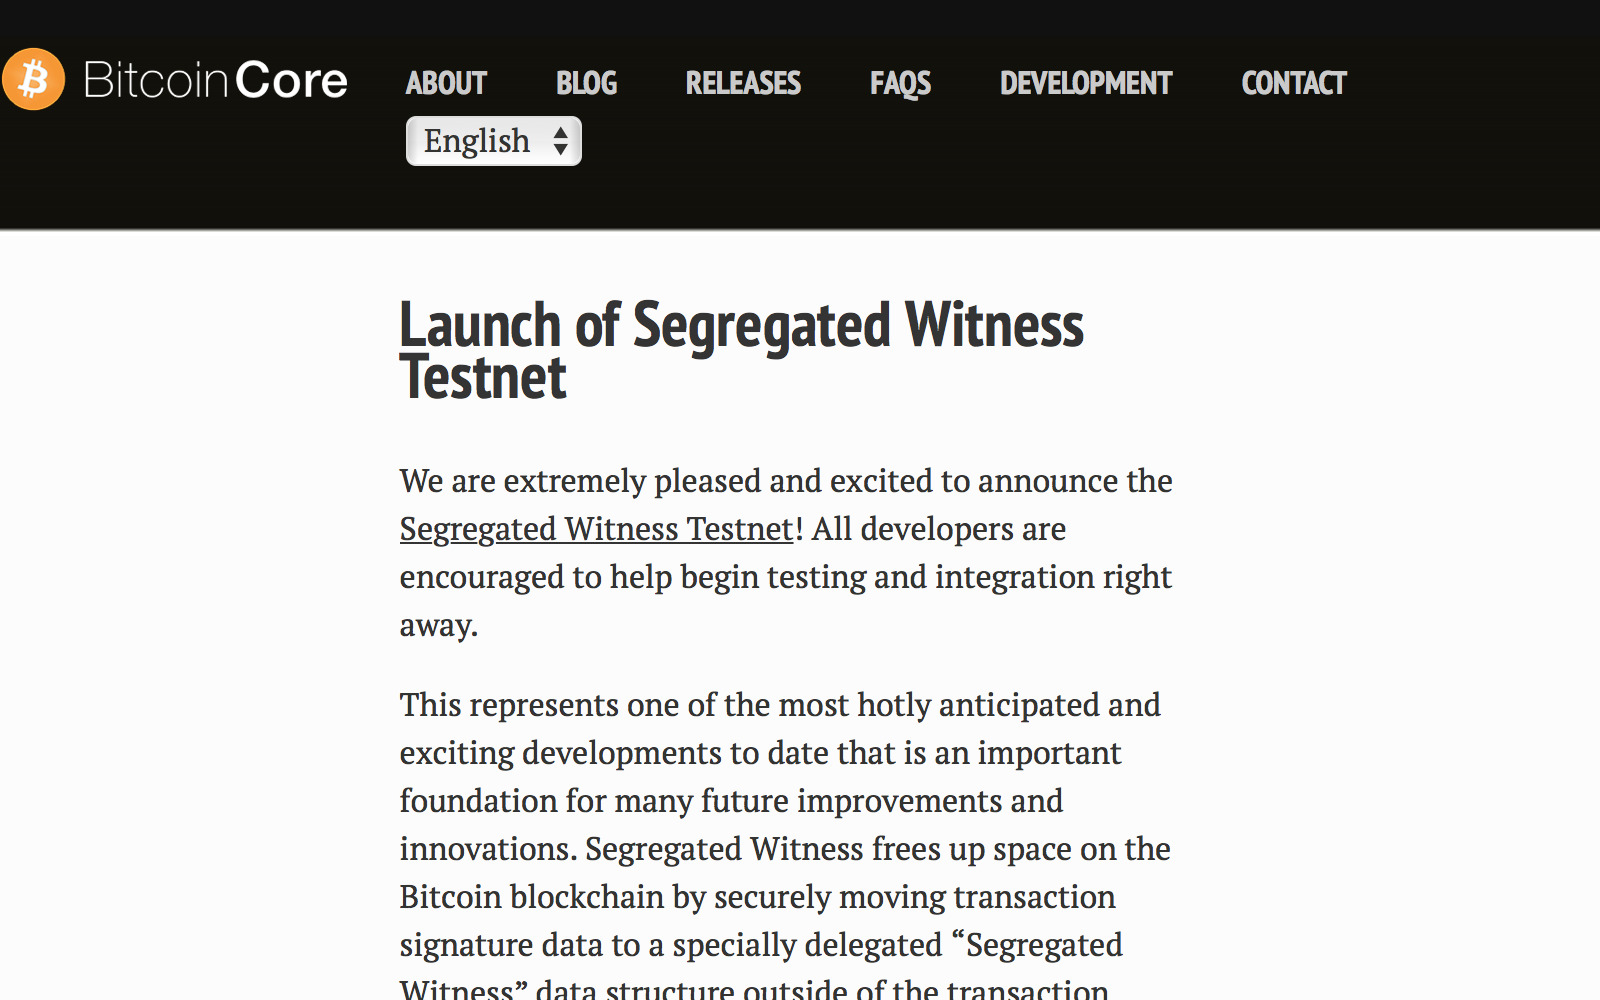 Bitcoin Core
ABOUT BLOG RELEASES FAQS DEVELOPMENT CONTACT
English
Launch of Segregated Witness
Testnet
We are extremely pleased and excited to announce the
Segregated Witness Testnet! All developers are
encouraged to help begin testing and integration right
away.
This represents one of the most hotly anticipated and
exciting developments to date that is an important
foundation for many future improvements and
innovations. Segregated Witness frees up space on the
Bitcoin blockchain by securely moving transaction
signature data to a specially delegated “Segregated
Witness” data structure outside of the transaction